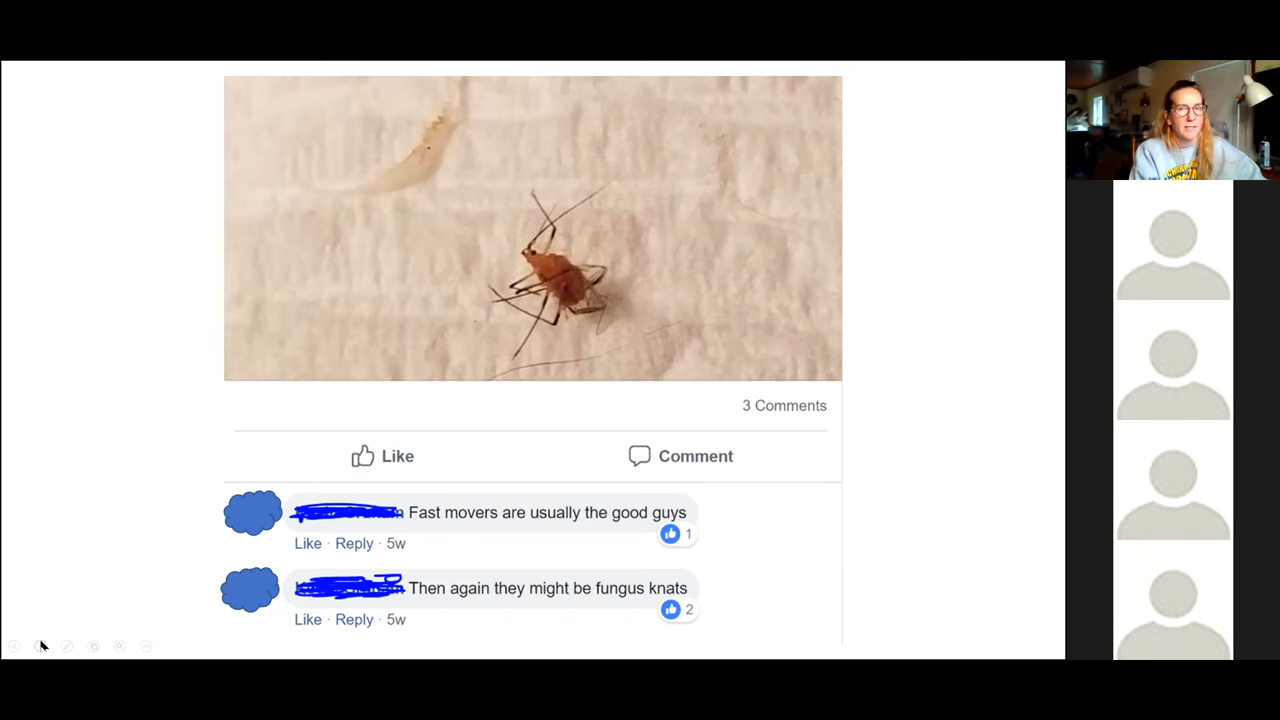 3 Comments
Like
Comment
Fast movers are usually the good guys
1
Like · Reply · 5w
Then again they might be fungus knats
2
Like · Reply · 5w